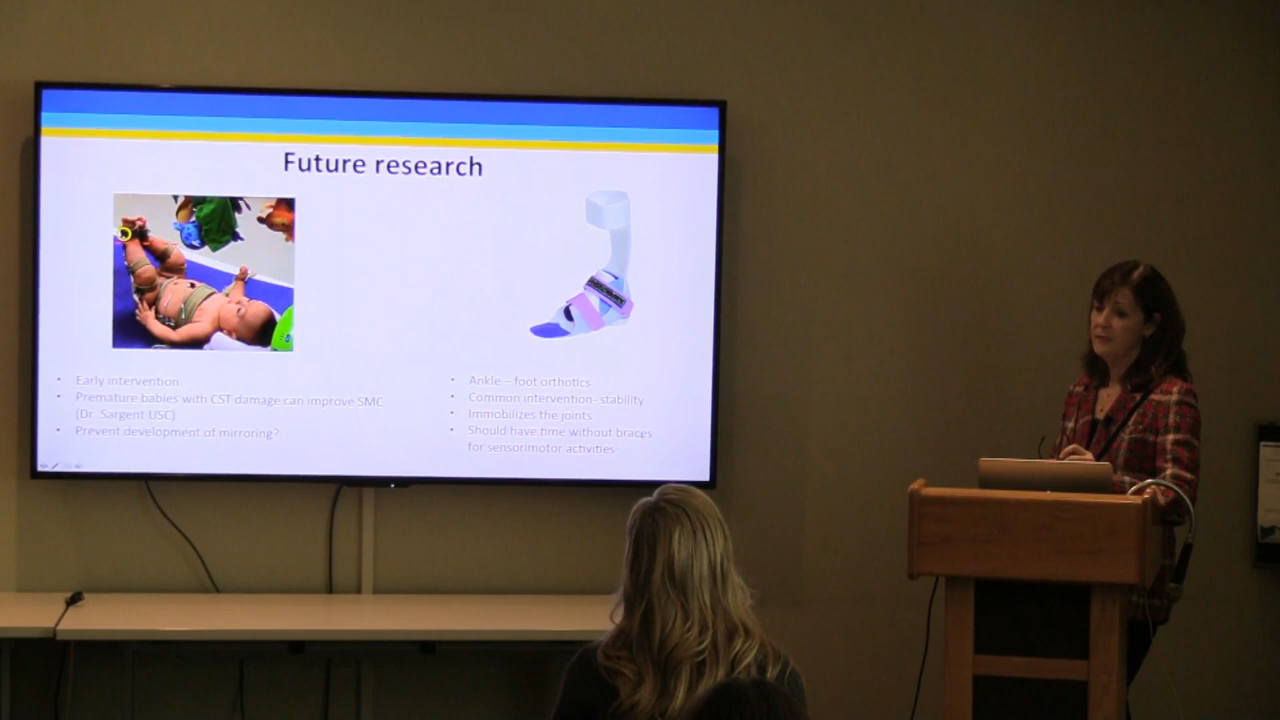 Future research
Early intervention
Premature babies with CST damage can improve SMC
(Dr. Sargent USC)
Prevent development of mirroring?
Ankle – foot orthotics
Common intervention- stability
Immobilizes the joints
Should have time without braces
for sensorimotor activities